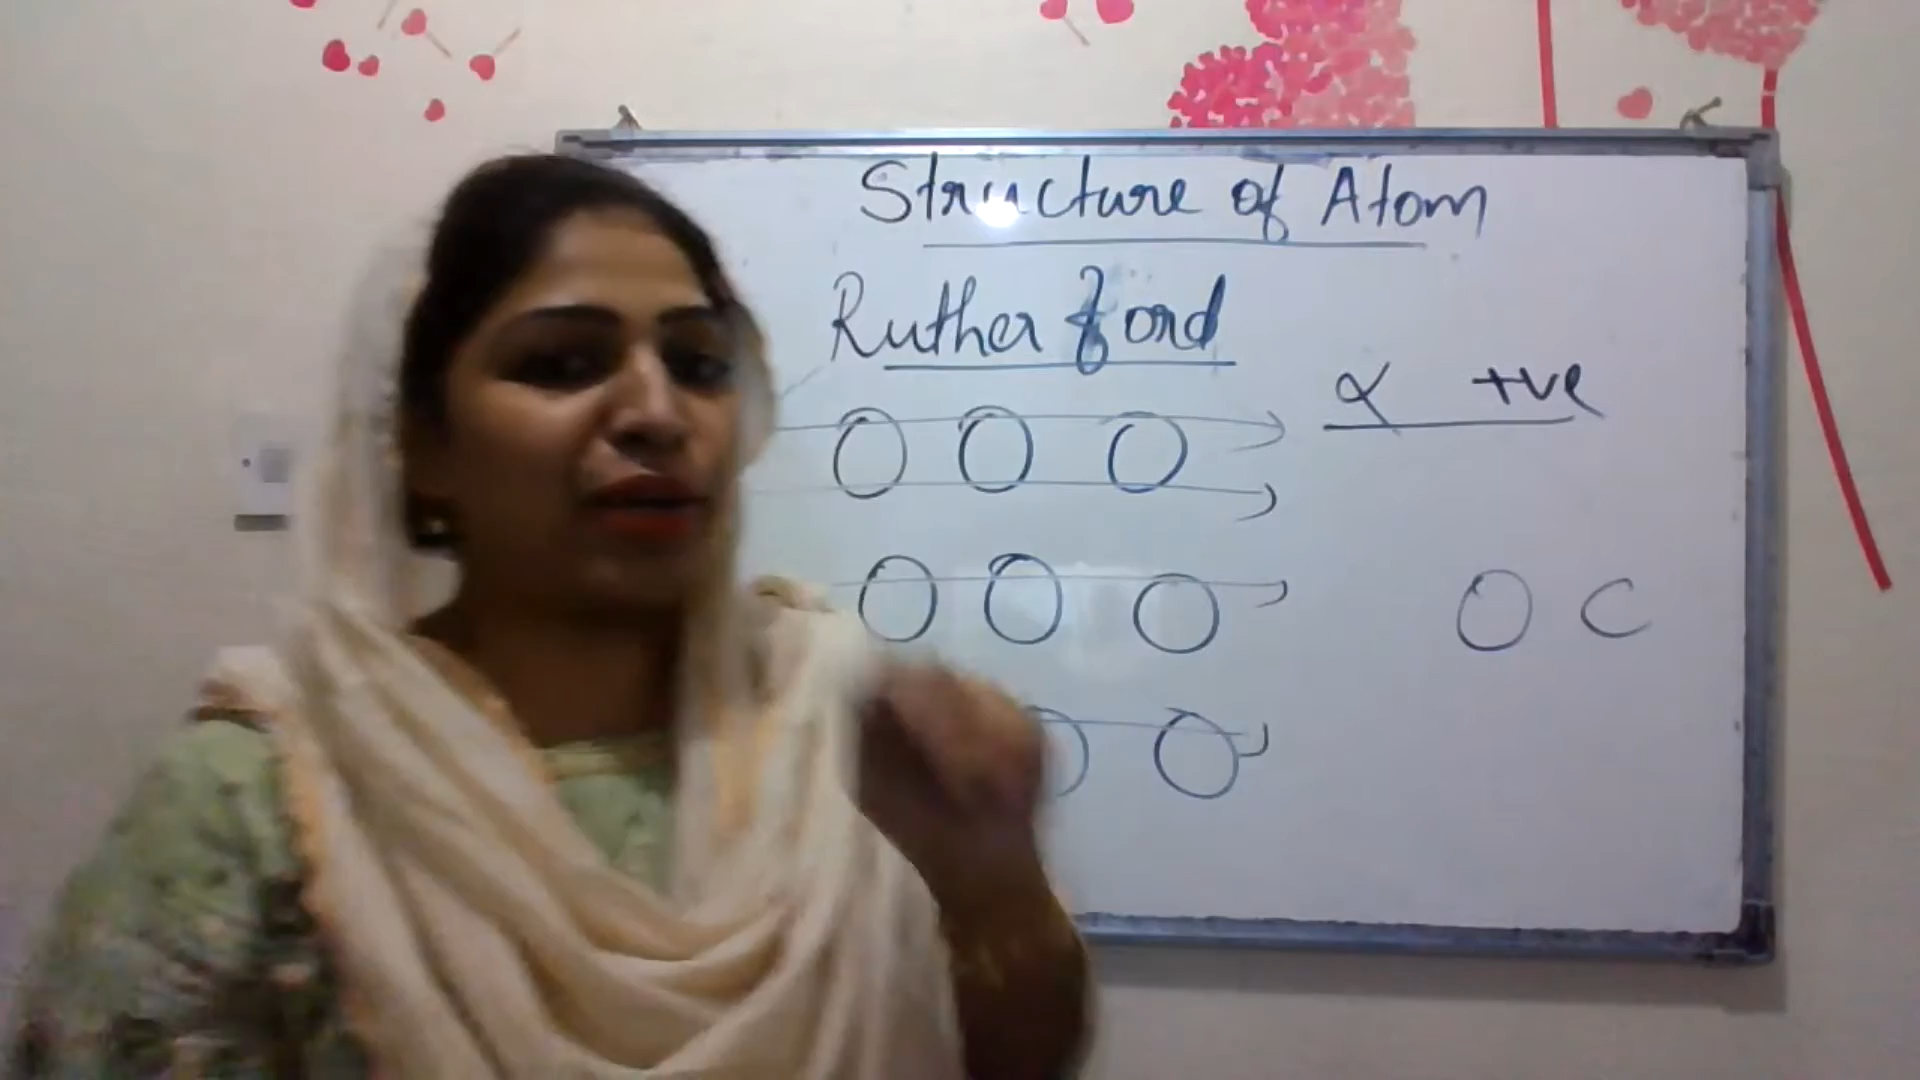 Structure of Atom
Rutherford
α +ve